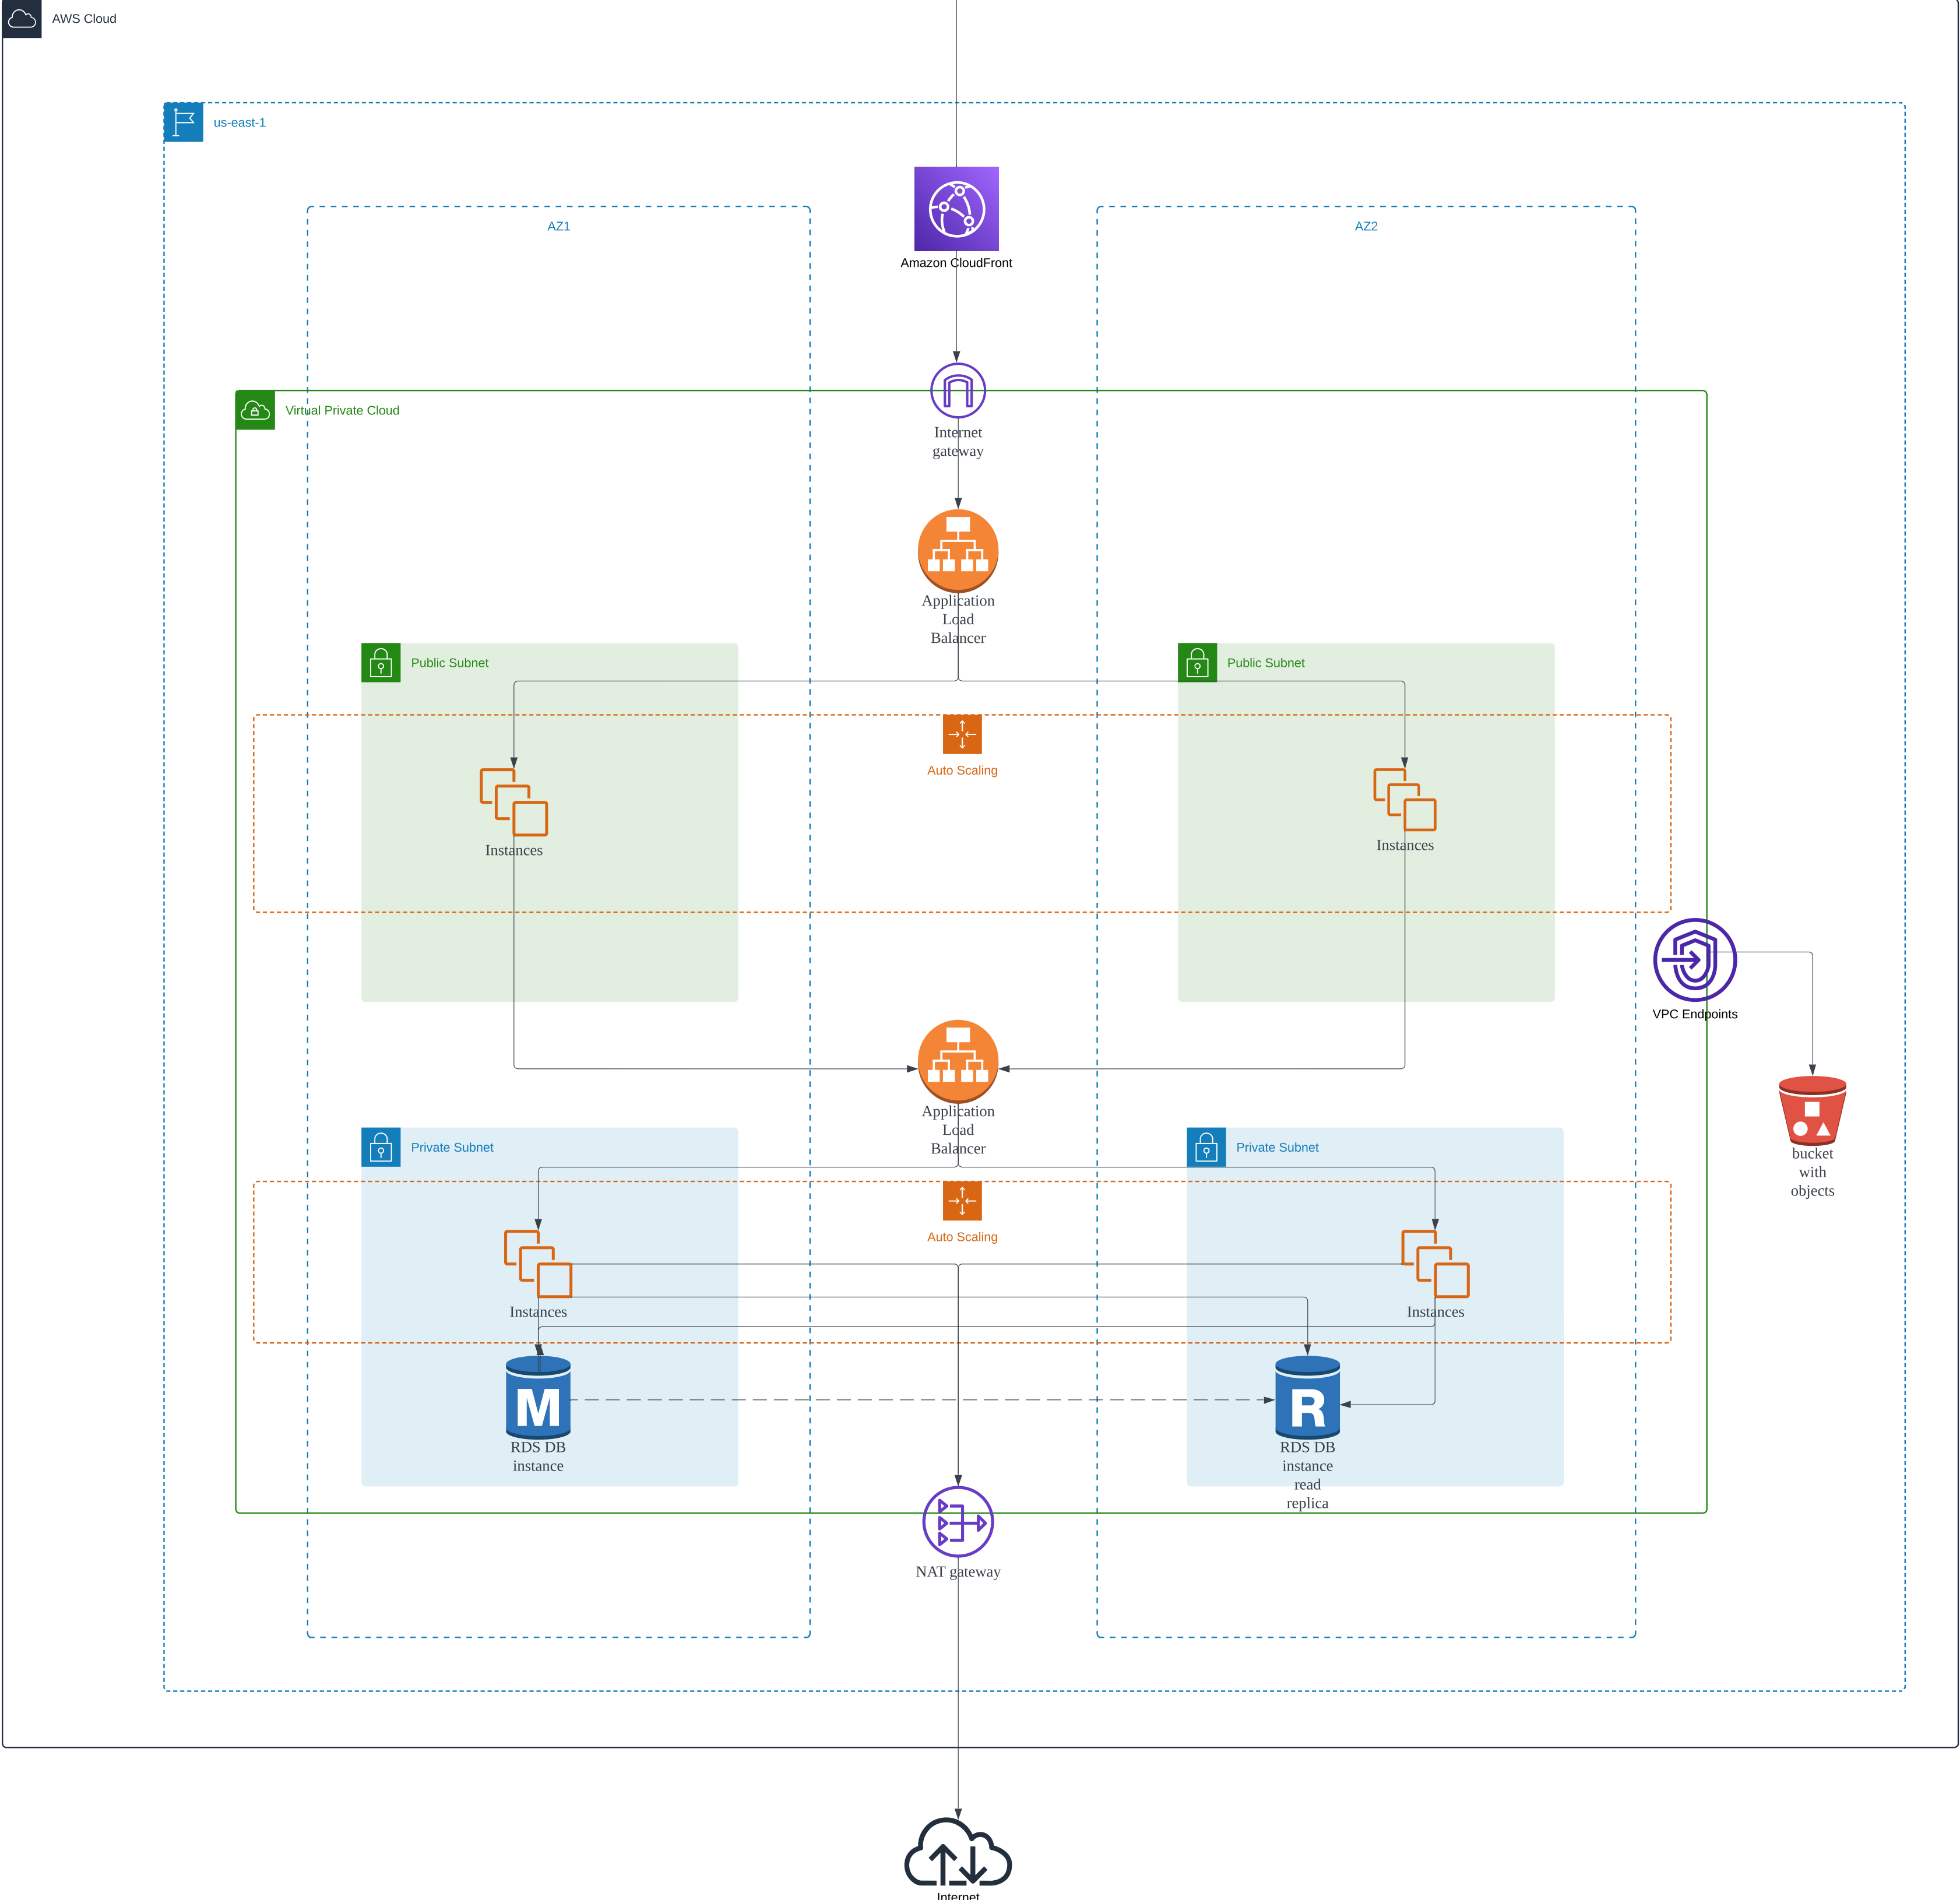 AWS Cloud
us-east-1
AZ1
AZ2
Amazon CloudFront
Virtual Private Cloud
Internet
gateway
Application
Load
Balancer
Public Subnet
Public Subnet
Auto Scaling
Instances
Instances
VPC Endpoints
Application
Load
Balancer
Private Subnet
Private Subnet
bucket
with
objects
Auto Scaling
Instances
Instances
M
R
RDS DB
instance
RDS DB
instance
read
replica
NAT gateway
Internet